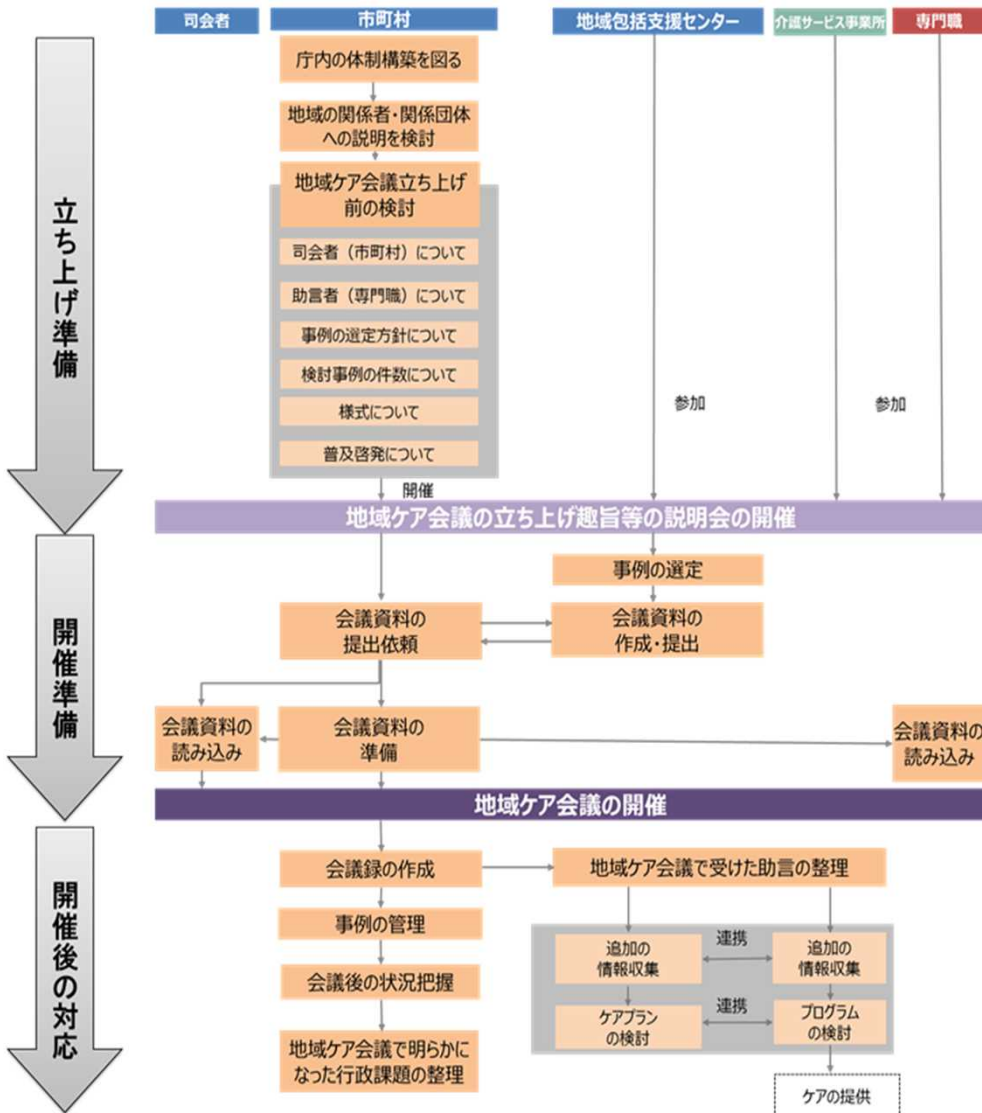 司会者
市町村
地域包括支援センター
介護サービス事業所
専門職
立ち上げ準備
庁内の体制構築を図る
地域の関係者・関係団体
への説明を検討
地域ケア会議立ち上げ
前の検討
司会者（市町村）について
助言者（専門職）について
事例の選定方針について
検討事例の件数について
様式について
普及啓発について
参加
参加
開催
地域ケア会議の立ち上げ趣旨等の説明会の開催
開催準備
事例の選定
会議資料の
提出依頼
会議資料の
作成・提出
会議資料の
読み込み
会議資料の
準備
会議資料の
読み込み
地域ケア会議の開催
開催後の対応
会議録の作成
地域ケア会議で受けた助言の整理
事例の管理
追加の
情報収集
連携
追加の
情報収集
会議後の状況把握
ケアプラン
の検討
連携
プログラム
の検討
地域ケア会議で明らかに
なった行政課題の整理
ケアの提供